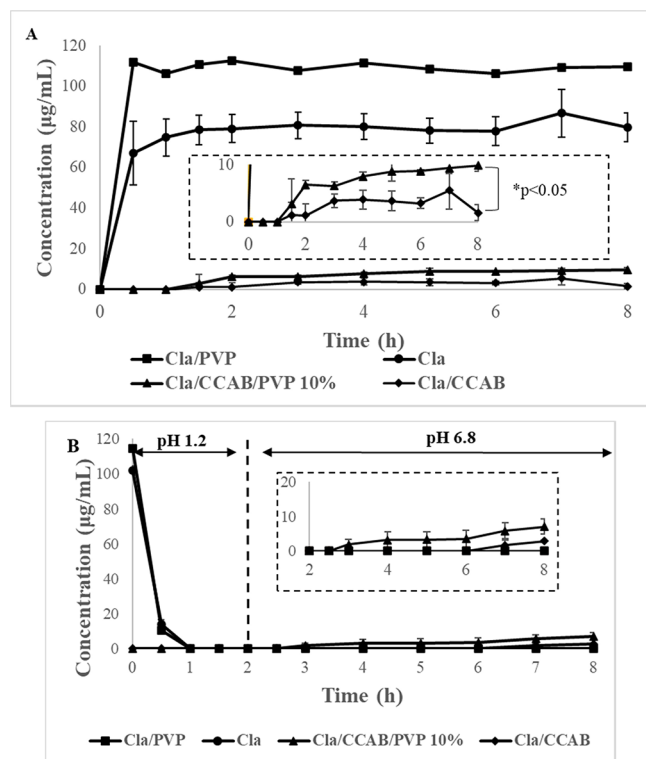 A
120
100
80
60
40
20
0
Concentration (µg/mL)
10
0
0 2 4 6 8
*p<0.05
0 2 4 6 8
Time (h)
Cla/PVP Cla
Cla/CCAB/PVP 10% Cla/CCAB
B
pH 1.2 pH 6.8
120
100
80
60
40
20
0
Concentration (µg/mL)
20
10
0
2 4 6 8
0 1 2 3 4 5 6 7 8
Time (h)
Cla/PVP Cla Cla/CCAB/PVP 10% Cla/CCAB